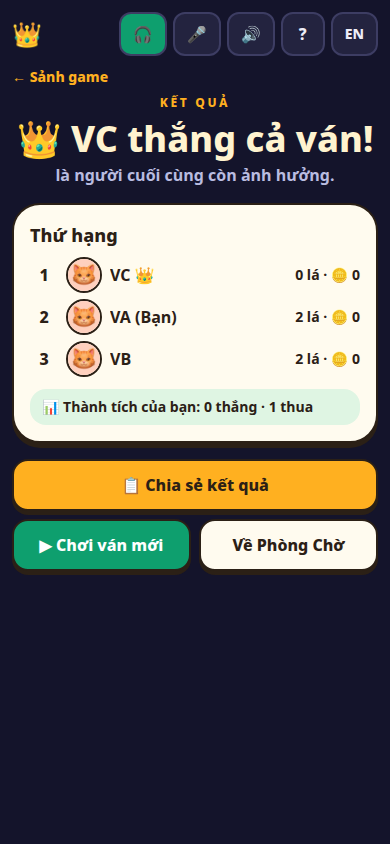 ? EN
← Sảnh game
KẾT QUẢ
👑 VC thắng cả ván!
là người cuối cùng còn ảnh hưởng.
Thứ hạng
1 VC 👑 0 lá · 🪙 0
2 VA (Bạn) 2 lá · 🪙 0
3 VB 2 lá · 🪙 0
📊 Thành tích của bạn: 0 thắng · 1 thua
📋 Chia sẻ kết quả
▶ Chơi ván mới
Về Phòng Chờ